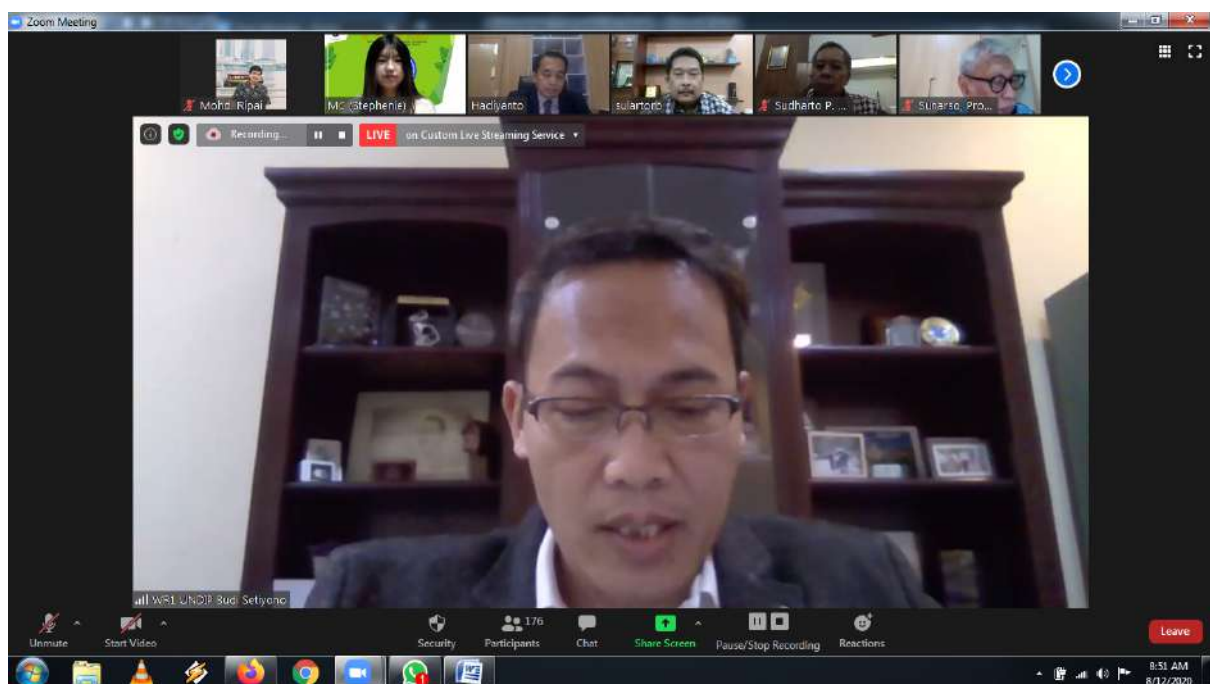 Zoom Meeting
Mohd. Ripai
MC (Stephenie)
Hadiyanto
sulartono
Sudharto P. ...
Sunarso, Pro...
Recording...
LIVE on Custom Live Streaming Service
WR1 UNDIP Budi Setiyono
Unmute
Start Video
Security
Participants
176
Chat
Share Screen
Pause/Stop Recording
Reactions
Leave
8:51 AM
8/12/2020